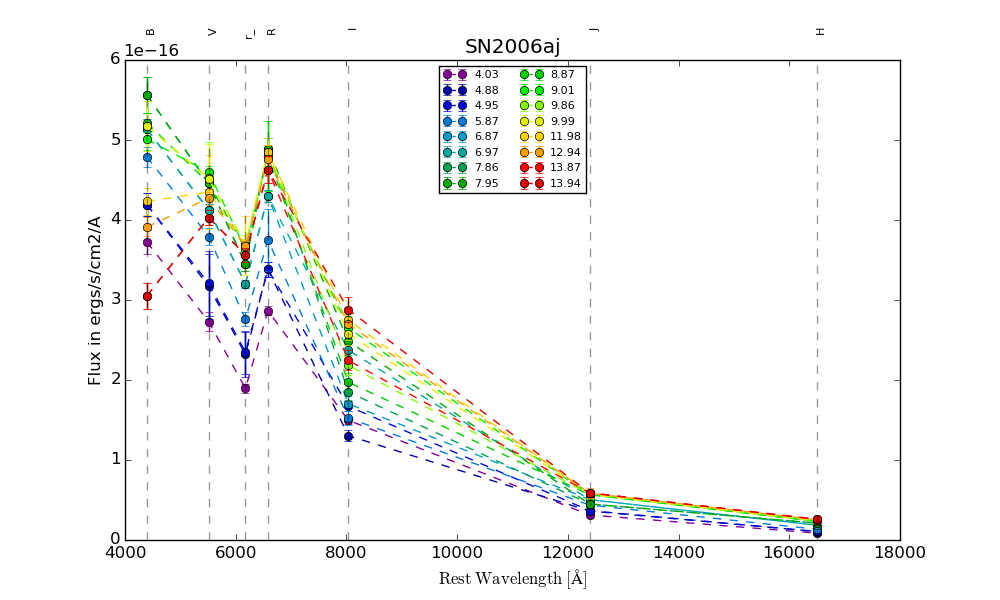 B V r_ R I J H
1e−16
SN2006aj
6
5
4
3
2
1
0
Flux in ergs/s/cm2/A
4.03 8.87
4.88 9.01
4.95 9.86
5.87 9.99
6.87 11.98
6.97 12.94
7.86 13.87
7.95 13.94
4000 6000 8000 10000 12000 14000 16000 18000
Rest Wavelength [Å]